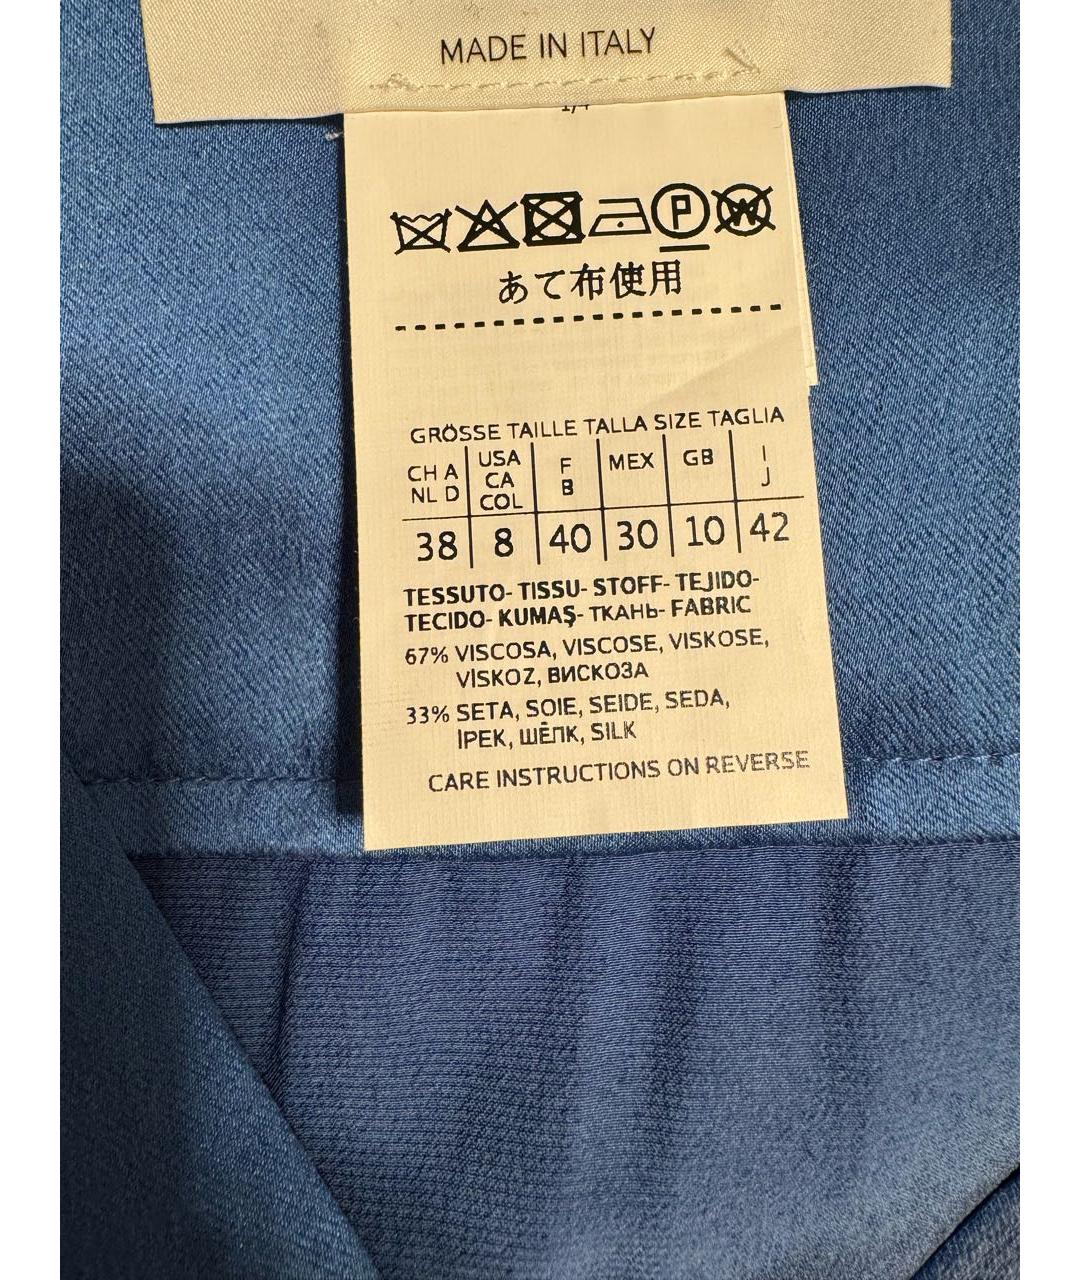 MADE IN ITALY
P W
あて布使用
GRÖSSE TAILLE TALLA SIZE TAGLIA
CH A NL D USA CA COL F B MEX GB I J
38 8 40 30 10 42
TESSUTO- TISSU- STOFF- TEJIDO-
TECIDO- KUMAŞ- ТКАНЬ- FABRIC
67% VISCOSA, VISCOSE, VISKOSE,
VİSKOZ, ВИСКОЗА
33% SETA, SOIE, SEIDE, SEDA,
İPEK, ШЁЛК, SILK
CARE INSTRUCTIONS ON REVERSE